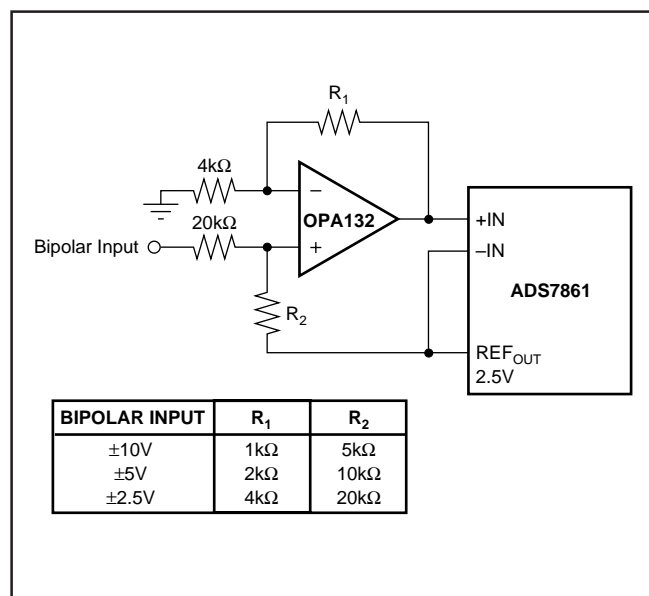 R1
4kΩ
20kΩ
Bipolar Input
−
+
OPA132
R2
+IN
–IN
ADS7861
REFOUT
2.5V
BIPOLAR INPUT R1 R2
±10V 1kΩ 5kΩ
±5V 2kΩ 10kΩ
±2.5V 4kΩ 20kΩ